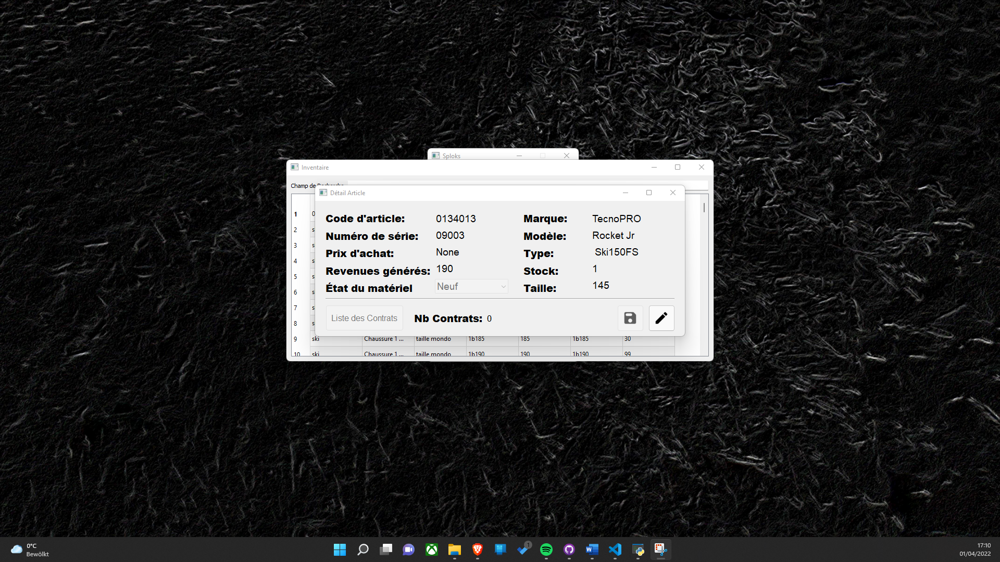 Sploks
Inventaire
Champ de
Détail Article
Code d'article: 0134013 Marque: TecnoPRO
Numéro de série: 09003 Modèle: Rocket Jr
Prix d'achat: None Type: Ski150FS
Revenues générés: 190 Stock: 1
État du matériel Neuf Taille: 145
Liste des Contrats Nb Contrats: 0
1 0
2 s
3 s
4 s
5 s
6 s
7 s
8 s
9 ski Chaussure 1 ... taille mondo 1b185 185 1b185 30
10 ski Chaussure 1 ... taille mondo 1b190 190 1b190 99
0°C
Bewölkt
1
17:10
01/04/2022